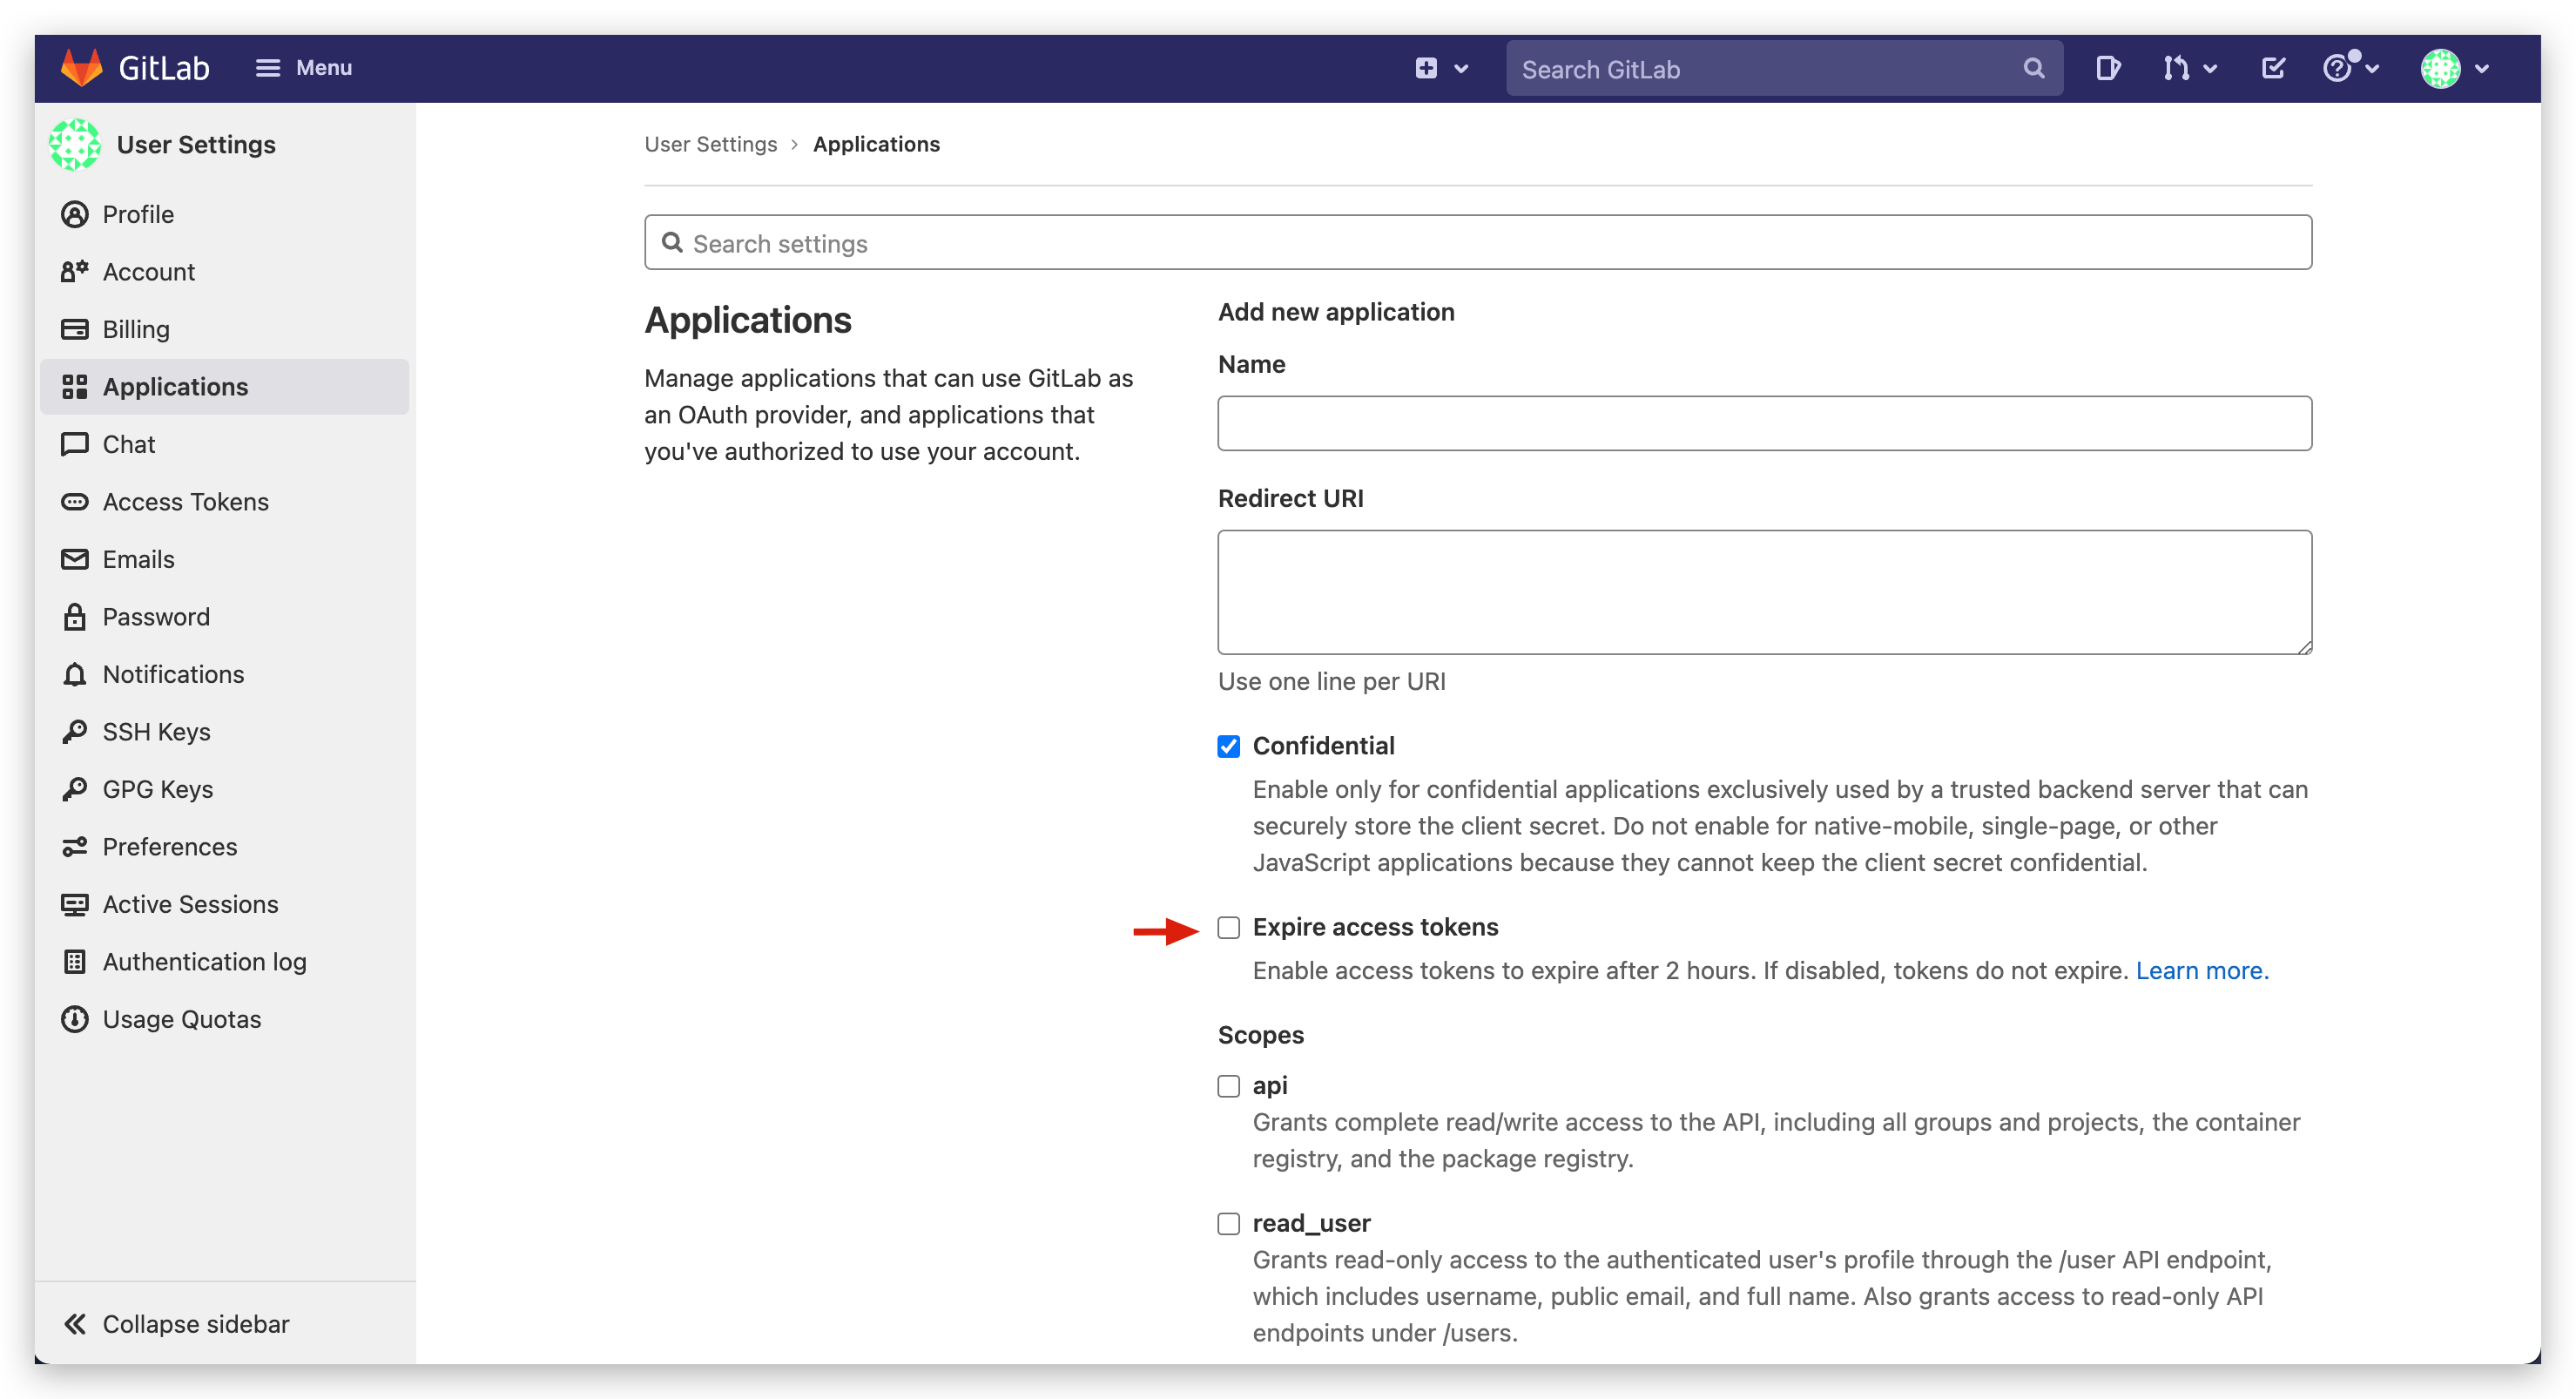 GitLab
Menu
Search GitLab
User Settings
Profile
Account
Billing
Applications
Chat
Access Tokens
Emails
Password
Notifications
SSH Keys
GPG Keys
Preferences
Active Sessions
Authentication log
Usage Quotas
Collapse sidebar
User Settings › Applications
Search settings
Applications
Manage applications that can use GitLab as
an OAuth provider, and applications that
you've authorized to use your account.
Add new application
Name
Redirect URI
Use one line per URI
Confidential
Enable only for confidential applications exclusively used by a trusted backend server that can
securely store the client secret. Do not enable for native-mobile, single-page, or other
JavaScript applications because they cannot keep the client secret confidential.
Expire access tokens
Enable access tokens to expire after 2 hours. If disabled, tokens do not expire. Learn more.
Scopes
api
Grants complete read/write access to the API, including all groups and projects, the container
registry, and the package registry.
read_user
Grants read-only access to the authenticated user's profile through the /user API endpoint,
which includes username, public email, and full name. Also grants access to read-only API
endpoints under /users.